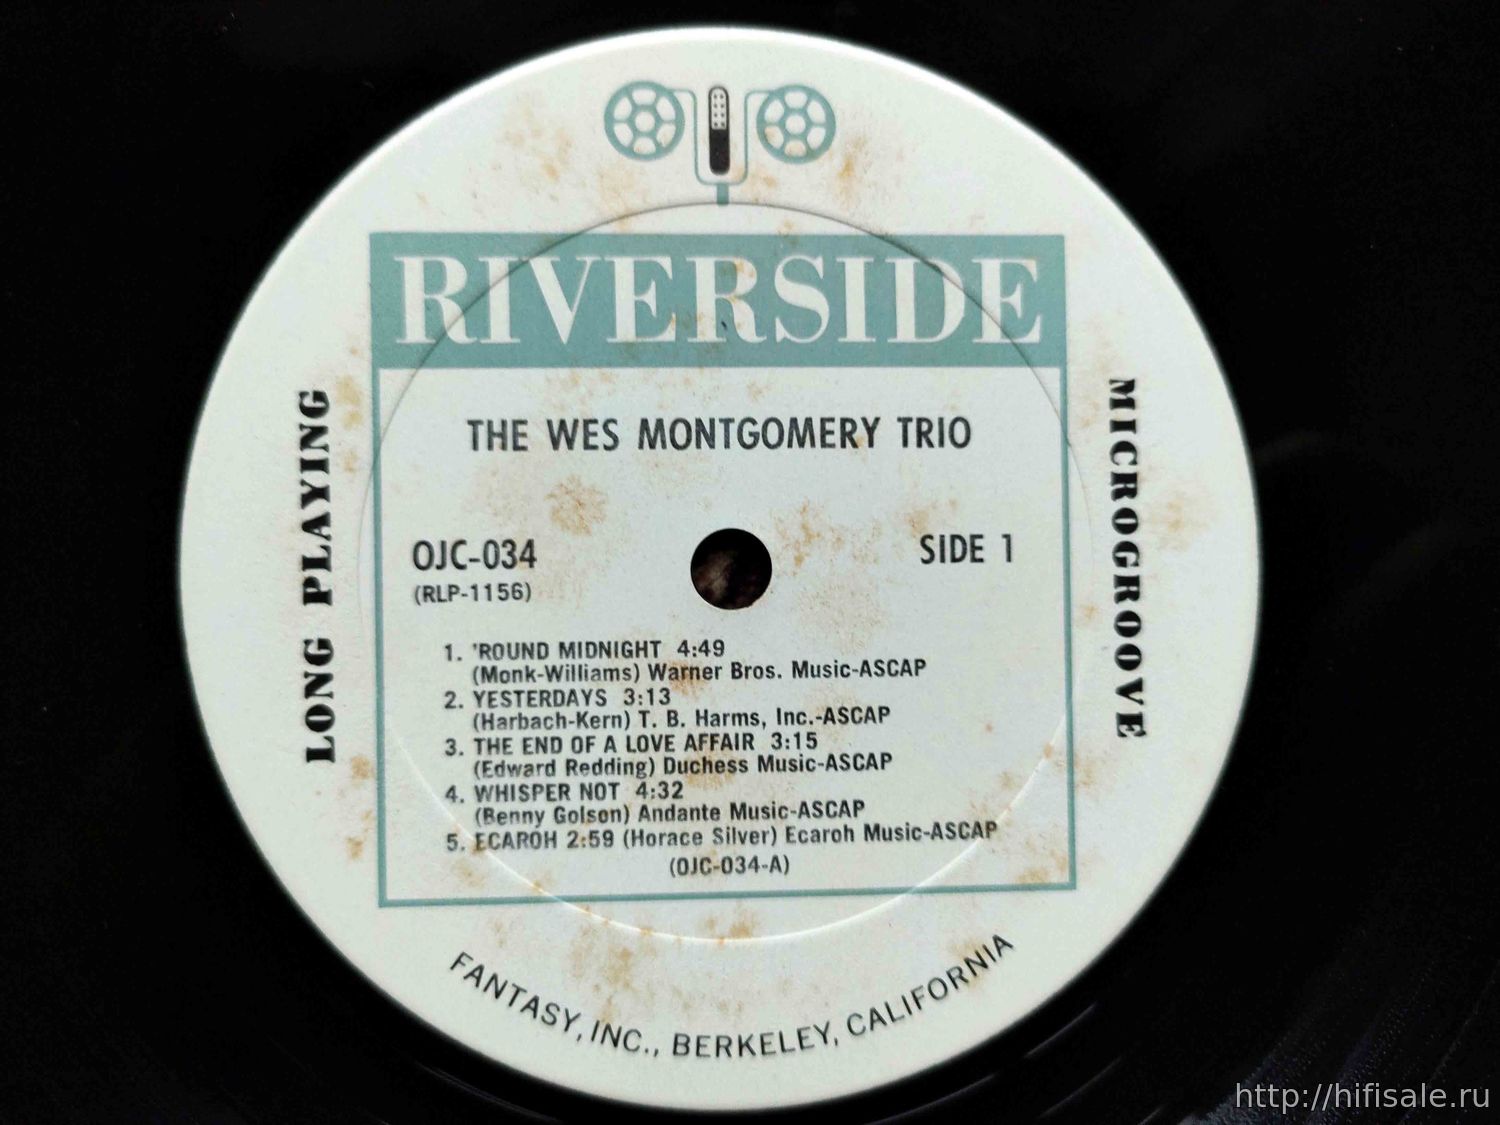 RIVERSIDE
THE WES MONTGOMERY TRIO
LONG PLAYING
MICROGROOVE
OJC-034
SIDE 1
(RLP-1156)
1. 'ROUND MIDNIGHT 4:49
(Monk-Williams) Warner Bros. Music-ASCAP
2. YESTERDAYS 3:13
(Harbach-Kern) T. B. Harms, Inc.-ASCAP
3. THE END OF A LOVE AFFAIR 3:15
(Edward Redding) Duchess Music-ASCAP
4. WHISPER NOT 4:32
(Benny Golson) Andante Music-ASCAP
5. ECAROH 2:59 (Horace Silver) Ecaroh Music-ASCAP
(OJC-034-A)
FANTASY, INC., BERKELEY, CALIFORNIA
http://hifisale.ru